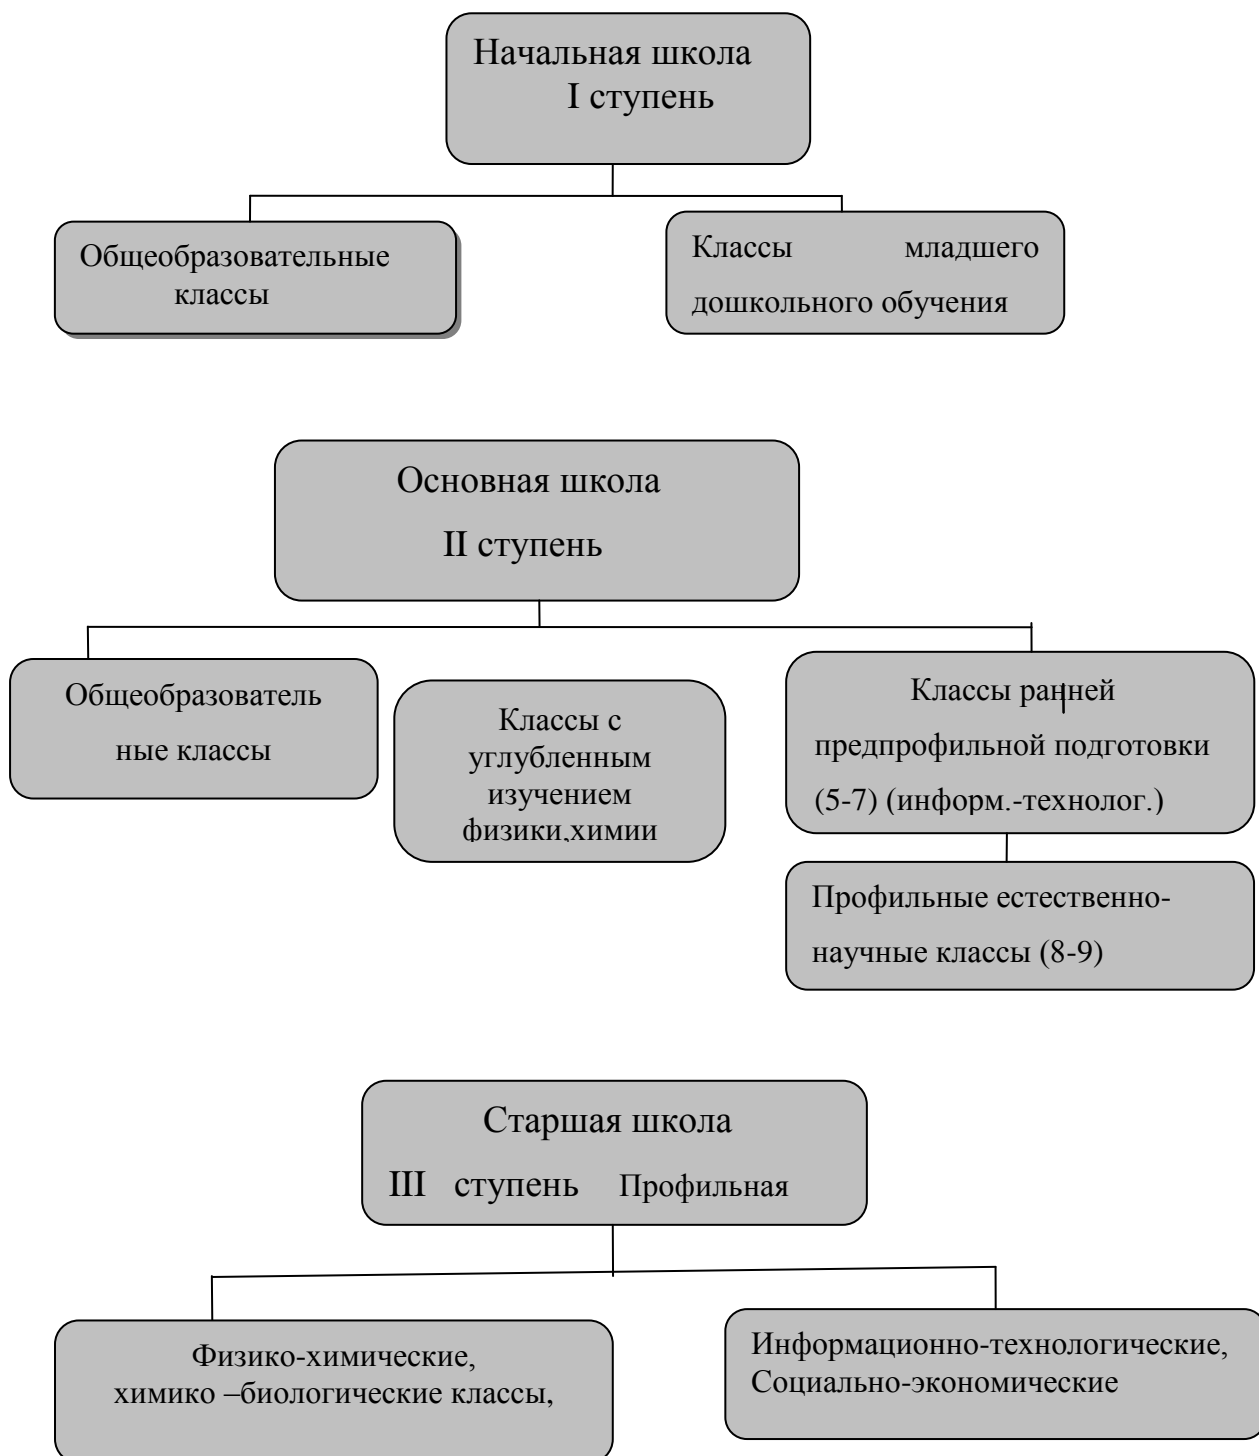 Начальная школа
I ступень
Общеобразовательные
классы
Классы младшего
дошкольного обучения
Основная школа
II ступень
Общеобразователь
ные классы
Классы с
углубленным
изучением
физики,химии
Классы ранней
предпрофильной подготовки
(5-7) (информ.-технолог.)
Профильные естественно-
научные классы (8-9)
Старшая школа
III ступень Профильная
Физико-химические,
химико –биологические классы,
Информационно-технологические,
Социально-экономические